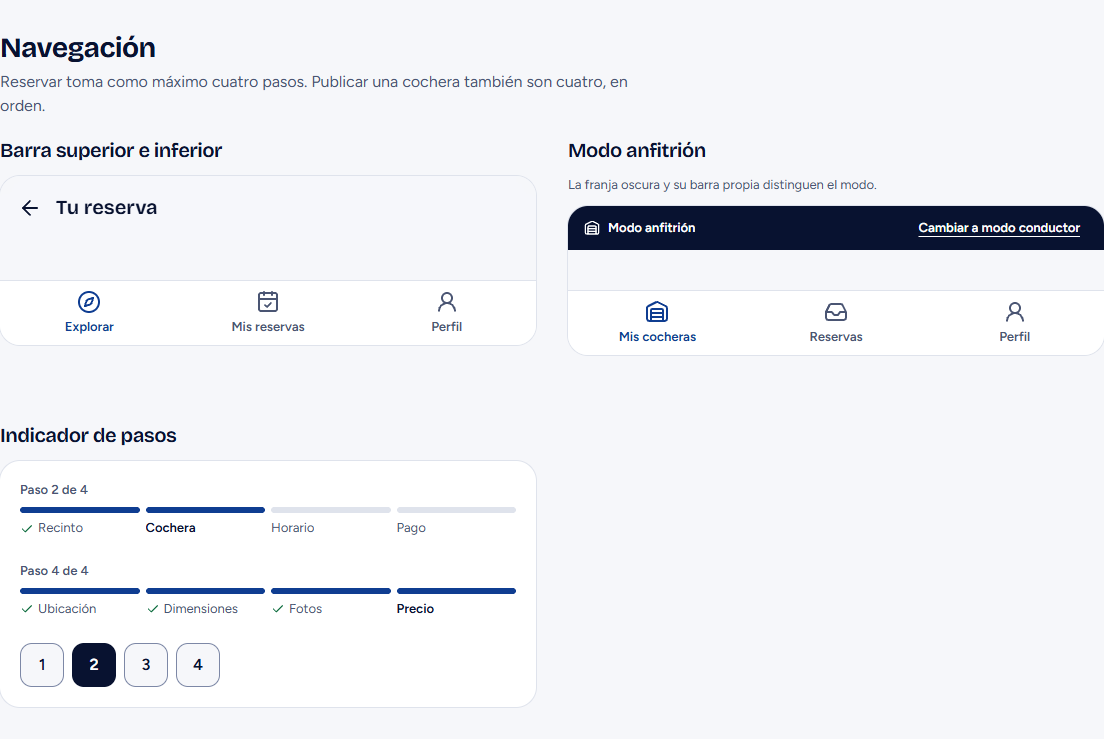 Navegación
Reservar toma como máximo cuatro pasos. Publicar una cochera también son cuatro, en
orden.
Barra superior e inferior
Tu reserva
Explorar
Mis reservas
Perfil
Modo anfitrión
La franja oscura y su barra propia distinguen el modo.
Modo anfitrión
Cambiar a modo conductor
Mis cocheras
Reservas
Perfil
Indicador de pasos
Paso 2 de 4
Recinto
Cochera
Horario
Pago
Paso 4 de 4
Ubicación
Dimensiones
Fotos
Precio
1
2
3
4